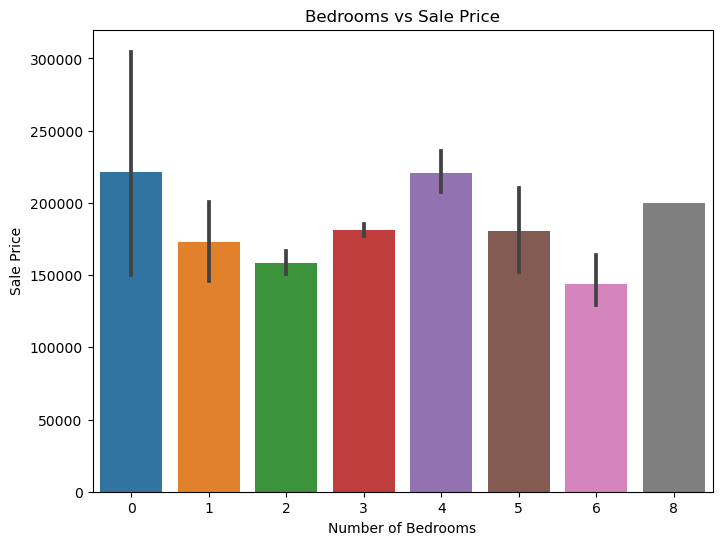 Bedrooms vs Sale Price
300000
250000
200000
150000
100000
50000
0
Sale Price
0 1 2 3 4 5 6 8
Number of Bedrooms